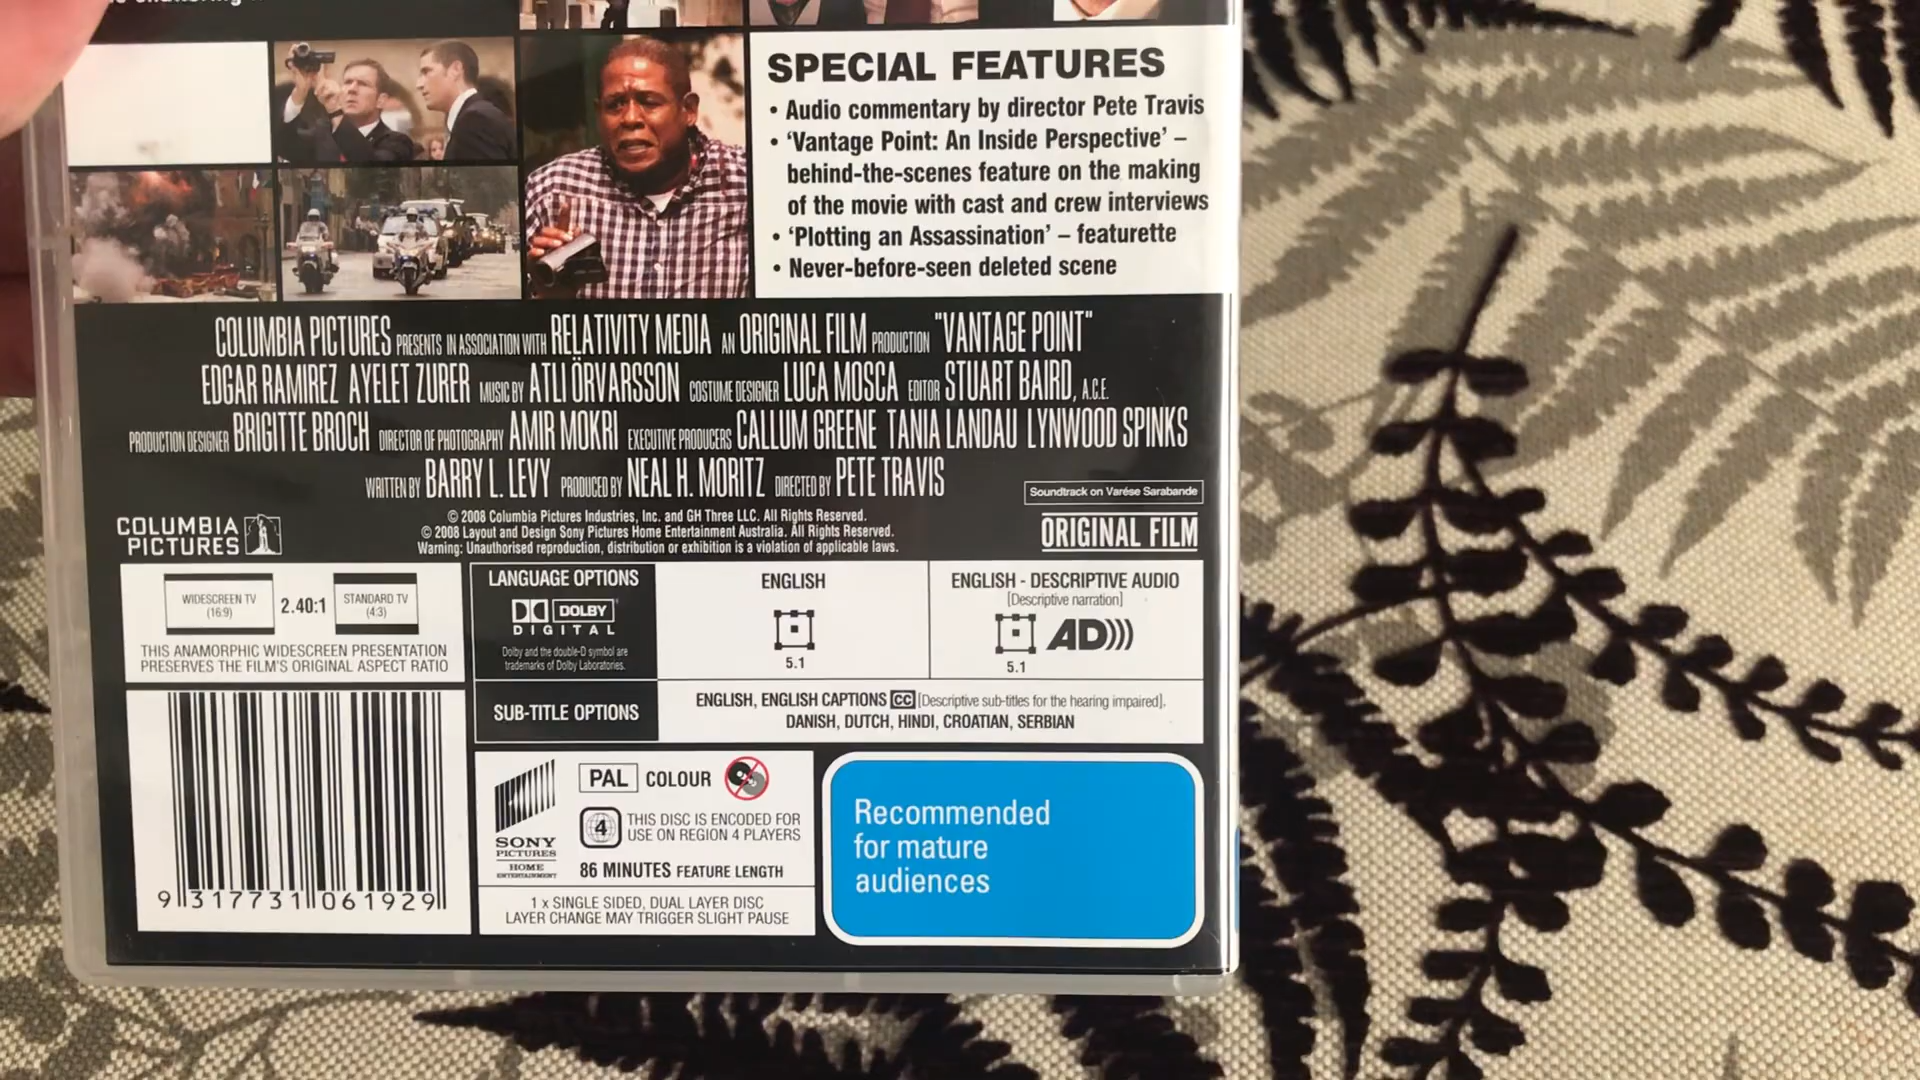 SPECIAL FEATURES
• Audio commentary by director Pete Travis
• 'Vantage Point: An Inside Perspective' –
behind-the-scenes feature on the making
of the movie with cast and crew interviews
• 'Plotting an Assassination' – featurette
• Never-before-seen deleted scene
COLUMBIA PICTURES PRESENTS IN ASSOCIATION WITH RELATIVITY MEDIA AN ORIGINAL FILM PRODUCTION "VANTAGE POINT"
EDGAR RAMIREZ AYELET ZURER MUSIC BY ATLI ÖRVARSSON COSTUME DESIGNER LUCA MOSCA EDITOR STUART BAIRD, A.C.E.
PRODUCTION DESIGNER BRIGITTE BROCH DIRECTOR OF PHOTOGRAPHY AMIR MOKRI EXECUTIVE PRODUCERS CALLUM GREENE TANIA LANDAU LYNWOOD SPINKS
WRITTEN BY BARRY L. LEVY PRODUCED BY NEAL H. MORITZ DIRECTED BY PETE TRAVIS
Soundtrack on Varése Sarabande
COLUMBIA
PICTURES
© 2008 Columbia Pictures Industries, Inc. and GH Three LLC. All Rights Reserved.
© 2008 Layout and Design Sony Pictures Home Entertainment Australia. All Rights Reserved.
Warning: Unauthorised reproduction, distribution or exhibition is a violation of applicable laws.
ORIGINAL FILM
WIDESCREEN TV
(16:9)
2.40:1
STANDARD TV
(4:3)
THIS ANAMORPHIC WIDESCREEN PRESENTATION
PRESERVES THE FILM'S ORIGINAL ASPECT RATIO
LANGUAGE OPTIONS
DOLBY
DIGITAL
Dolby and the double-D symbol are
trademarks of Dolby Laboratories.
ENGLISH
5.1
ENGLISH - DESCRIPTIVE AUDIO
[Descriptive narration]
AD)))
5.1
SUB-TITLE OPTIONS
ENGLISH, ENGLISH CAPTIONS CC [Descriptive sub-titles for the hearing impaired],
DANISH, DUTCH, HINDI, CROATIAN, SERBIAN
9 317731 061929
SONY
PICTURES
HOME
ENTERTAINMENT
PAL COLOUR
4 THIS DISC IS ENCODED FOR
USE ON REGION 4 PLAYERS
86 MINUTES FEATURE LENGTH
1 x SINGLE SIDED, DUAL LAYER DISC
LAYER CHANGE MAY TRIGGER SLIGHT PAUSE
Recommended
for mature
audiences